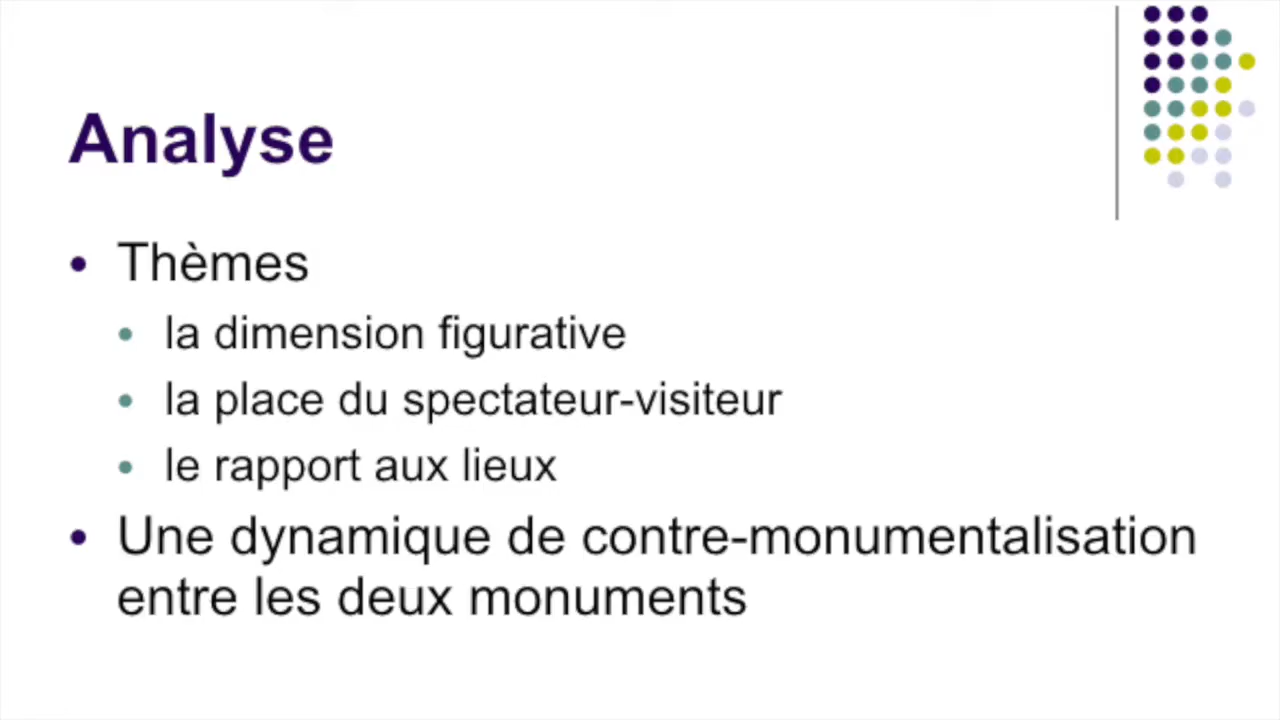 Analyse
• Thèmes
• la dimension figurative
• la place du spectateur-visiteur
• le rapport aux lieux
• Une dynamique de contre-monumentalisation
entre les deux monuments